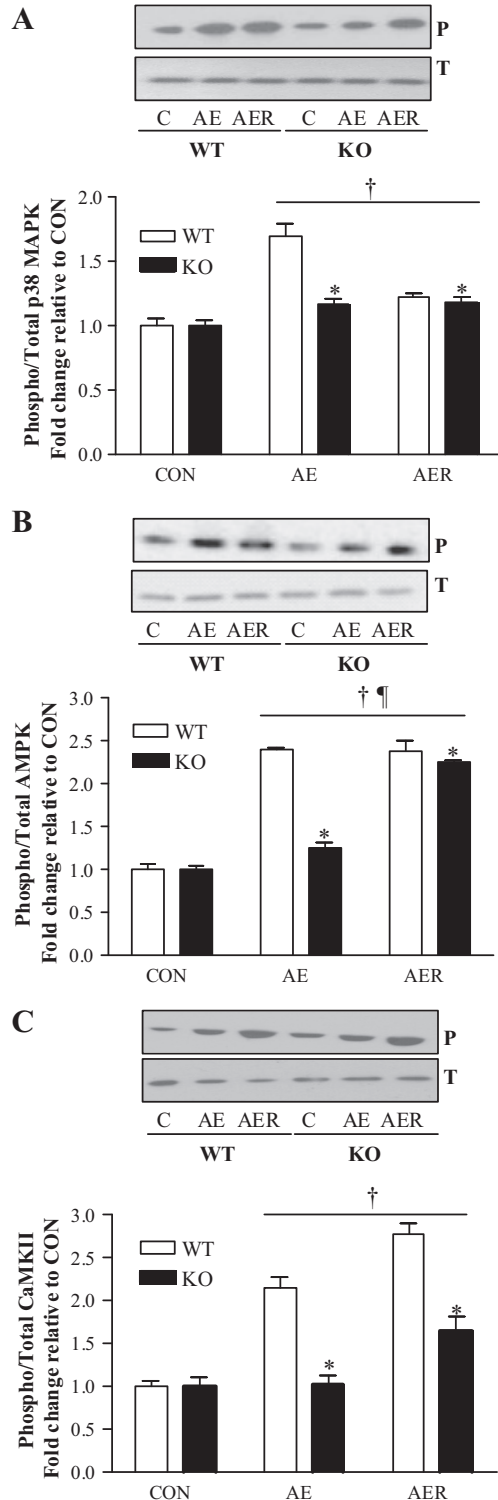 A
P
T
C AE AER C AE AER
WT KO
†
Phospho/Total p38 MAPK
Fold change relative to CON
2.0
1.5
1.0
0.5
0.0
WT
KO
*
*
CON AE AER
B
P
T
C AE AER C AE AER
WT KO
† ¶
Phospho/Total AMPK
Fold change relative to CON
3.0
2.5
2.0
1.5
1.0
0.5
0.0
WT
KO
*
*
CON AE AER
C
P
T
C AE AER C AE AER
WT KO
†
Phospho/Total CaMKII
Fold change relative to CON
3.0
2.5
2.0
1.5
1.0
0.5
0.0
WT
KO
*
*
CON AE AER